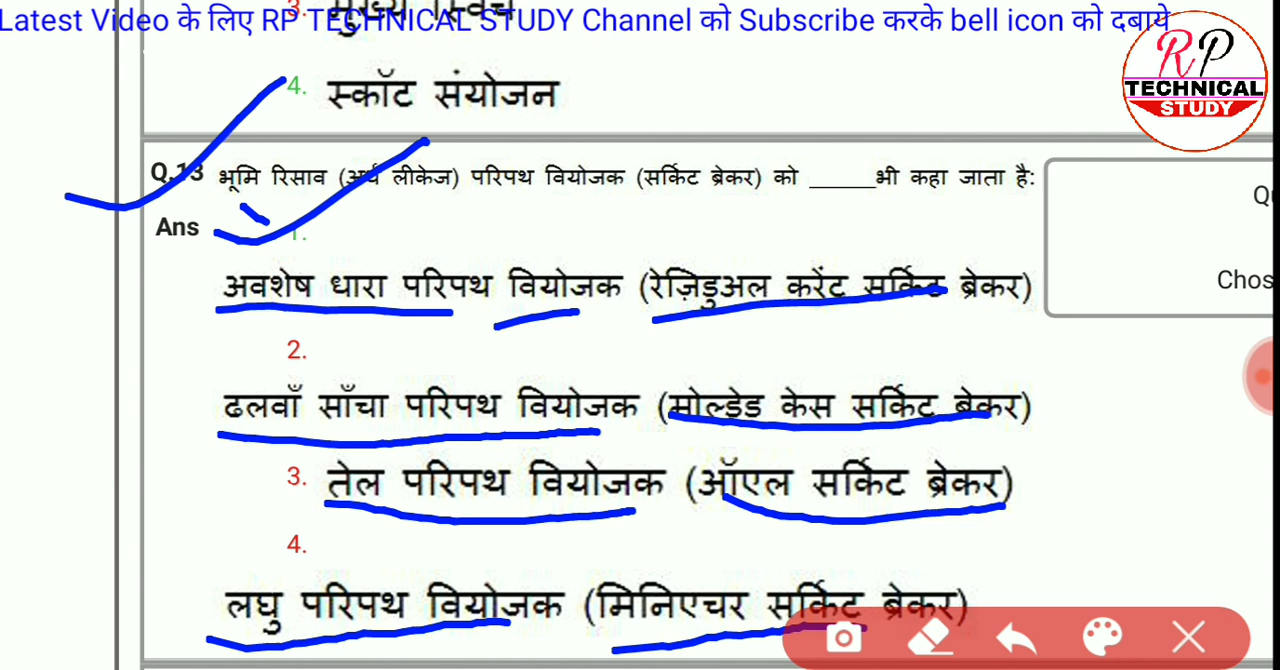 3. मुख्य स्विच
Latest Video के लिए RP TECHNICAL STUDY Channel को Subscribe करके bell icon को दबाये
RP
TECHNICAL
STUDY
4. स्कॉट संयोजन
Q.13 भूमि रिसाव (अर्थ लीकेज) परिपथ वियोजक (सर्किट ब्रेकर) को ______भी कहा जाता है:
Ans 1.
अवशेष धारा परिपथ वियोजक (रेज़िडुअल करेंट सर्किट ब्रेकर)
2.
ढलवाँ साँचा परिपथ वियोजक (मोल्डेड केस सर्किट ब्रेकर)
3. तेल परिपथ वियोजक (ऑएल सर्किट ब्रेकर)
4.
लघु परिपथ वियोजक (मिनिएचर सर्किट ब्रेकर)